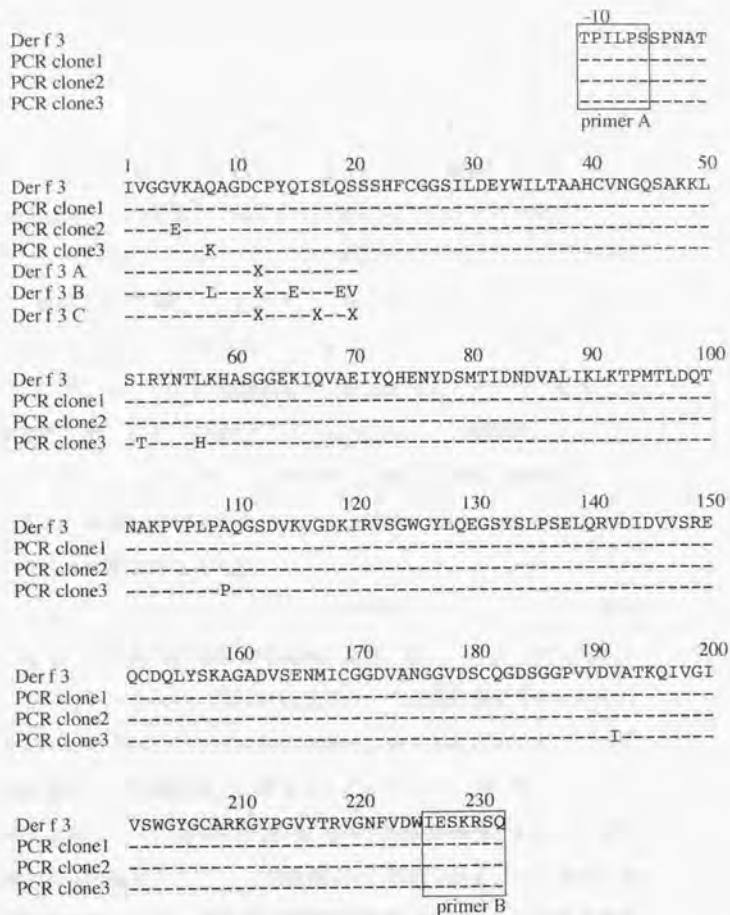 -10
Der f 3 TPILPSSPNAT
PCR clone1 -----------
PCR clone2 -----------
PCR clone3 -----------
primer A
1 10 20 30 40 50
Der f 3 IVGGVKAQAGDCPYQISLQSSSHFCGGSILDEYWILTAAHCVNGQSAKKL
PCR clone1 --------------------------------------------------
PCR clone2 ----E---------------------------------------------
PCR clone3 -------K------------------------------------------
Der f 3 A -----------X--------
Der f 3 B -------L---X--E---EV
Der f 3 C -----------X----X--X
60 70 80 90 100
Der f 3 SIRYNTLKHASGGEKIQVAEIYQHENYDSMTIDNDVALIKLKTPMTLDQT
PCR clone1 --------------------------------------------------
PCR clone2 --------------------------------------------------
PCR clone3 -T----H-------------------------------------------
110 120 130 140 150
Der f 3 NAKPVPLPAQGSDVKVGDKIRVSGWGYLQEGSYSLPSELQRVDIDVVSRE
PCR clone1 --------------------------------------------------
PCR clone2 --------------------------------------------------
PCR clone3 --------P-----------------------------------------
160 170 180 190 200
Der f 3 QCDQLYSKAGADVSENMICGGDVANGGVDSCQGDSGGPVVDVATKQIVGI
PCR clone1 --------------------------------------------------
PCR clone2 --------------------------------------------------
PCR clone3 -----------------------------------------I--------
210 220 230
Der f 3 VSWGYGCARKGYPGVYTRVGNFVDWIESKRSQ
PCR clone1 --------------------------------
PCR clone2 --------------------------------
PCR clone3 --------------------------------
primer B